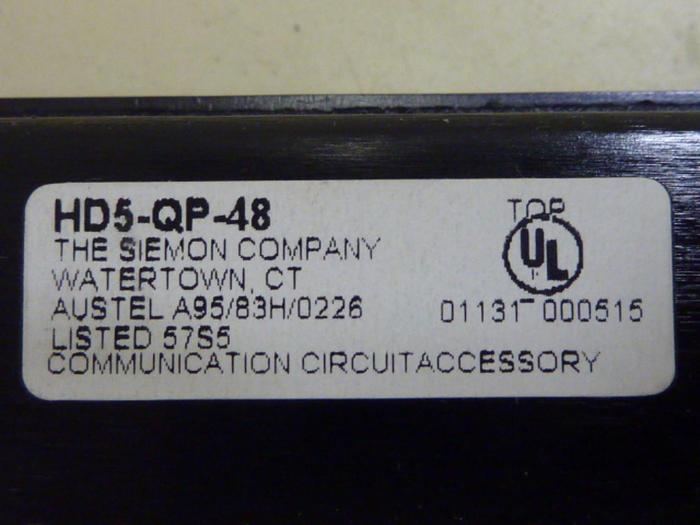 HD5-QP-48
TOP
THE SIEMON COMPANY
UL
WATERTOWN, CT
AUSTEL A95/83H/0226
01131 000515
LISTED 57S5
COMMUNICATION CIRCUITACCESSORY